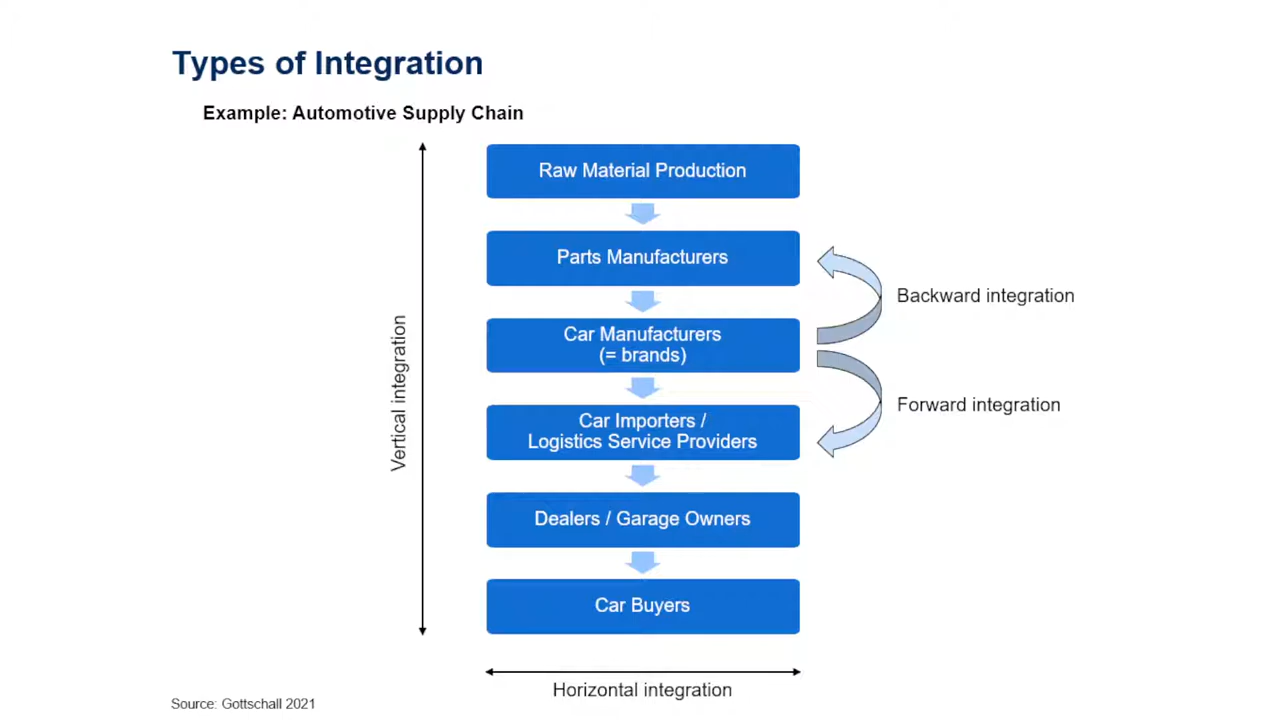 Types of Integration
Example: Automotive Supply Chain
Raw Material Production
Parts Manufacturers
Backward integration
Car Manufacturers
(= brands)
Vertical integration
Forward integration
Car Importers /
Logistics Service Providers
Dealers / Garage Owners
Car Buyers
Horizontal integration
Source: Gottschall 2021